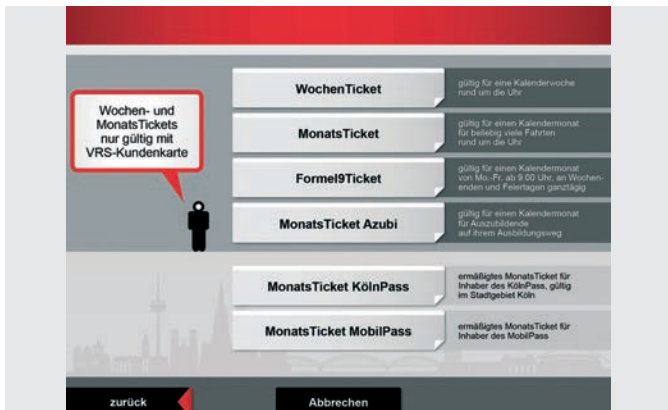 Wochen- und
MonatsTickets
nur gültig mit
VRS-Kundenkarte
WochenTicket
gültig für eine Kalenderwoche
rund um die Uhr
MonatsTicket
gültig für einen Kalendermonat
für beliebig viele Fahrten
rund um die Uhr
Formel9Ticket
gültig für einen Kalendermonat
von Mo.-Fr. ab 9.00 Uhr, an Wochen-
enden und Feiertagen ganztägig
MonatsTicket Azubi
gültig für einen Kalendermonat
für Auszubildende
auf ihrem Ausbildungsweg
MonatsTicket KölnPass
ermäßigtes MonatsTicket für
Inhaber des KölnPass, gültig
im Stadtgebiet Köln
MonatsTicket MobilPass
ermäßigtes MonatsTicket für
Inhaber des MobilPass
zurück
Abbrechen